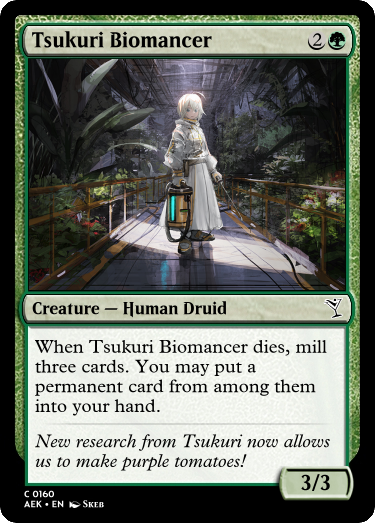 Tsukuri Biomancer 2
Creature — Human Druid
When Tsukuri Biomancer dies, mill
three cards. You may put a
permanent card from among them
into your hand.
New research from Tsukuri now allows
us to make purple tomatoes!
3/3
C 0160
AEK • EN Skeb